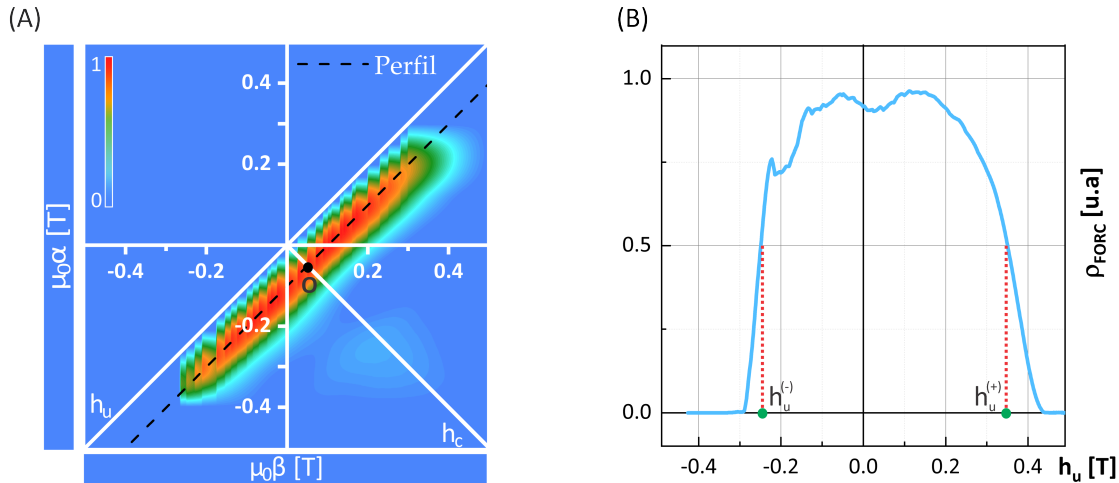 (A)
1
0
Perfil
0.4
0.2
-0.4
-0.2
0.2
0.4
O
-0.2
-0.4
h_u
h_c
μ₀α [T]
μ₀β [T]
(B)
1.0
0.5
0.0
ρ_FORC [u.a]
h_u^(-)
h_u^(+)
-0.4
-0.2
0.0
0.2
0.4
h_u [T]